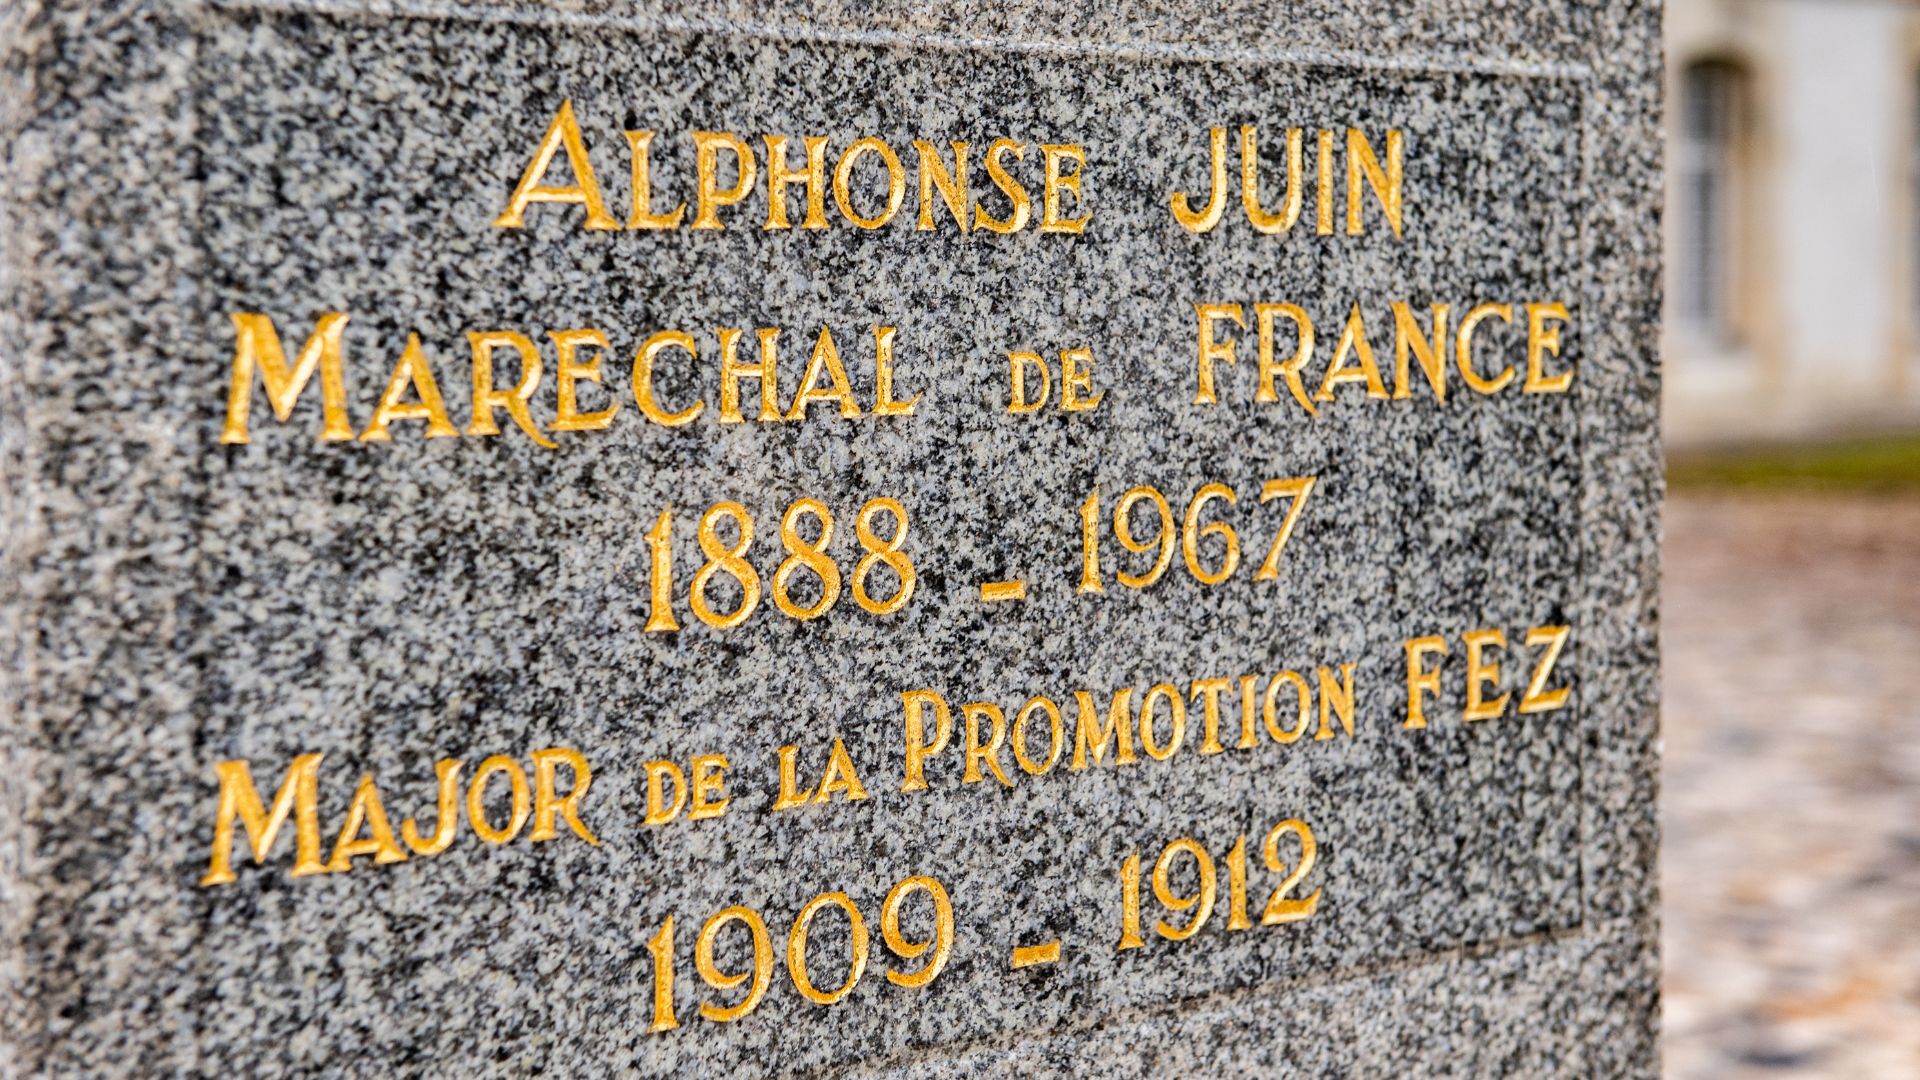 ALPHONSE JUIN
MARECHAL DE FRANCE
1888 - 1967
MAJOR DE LA PROMOTION FEZ
1909 - 1912